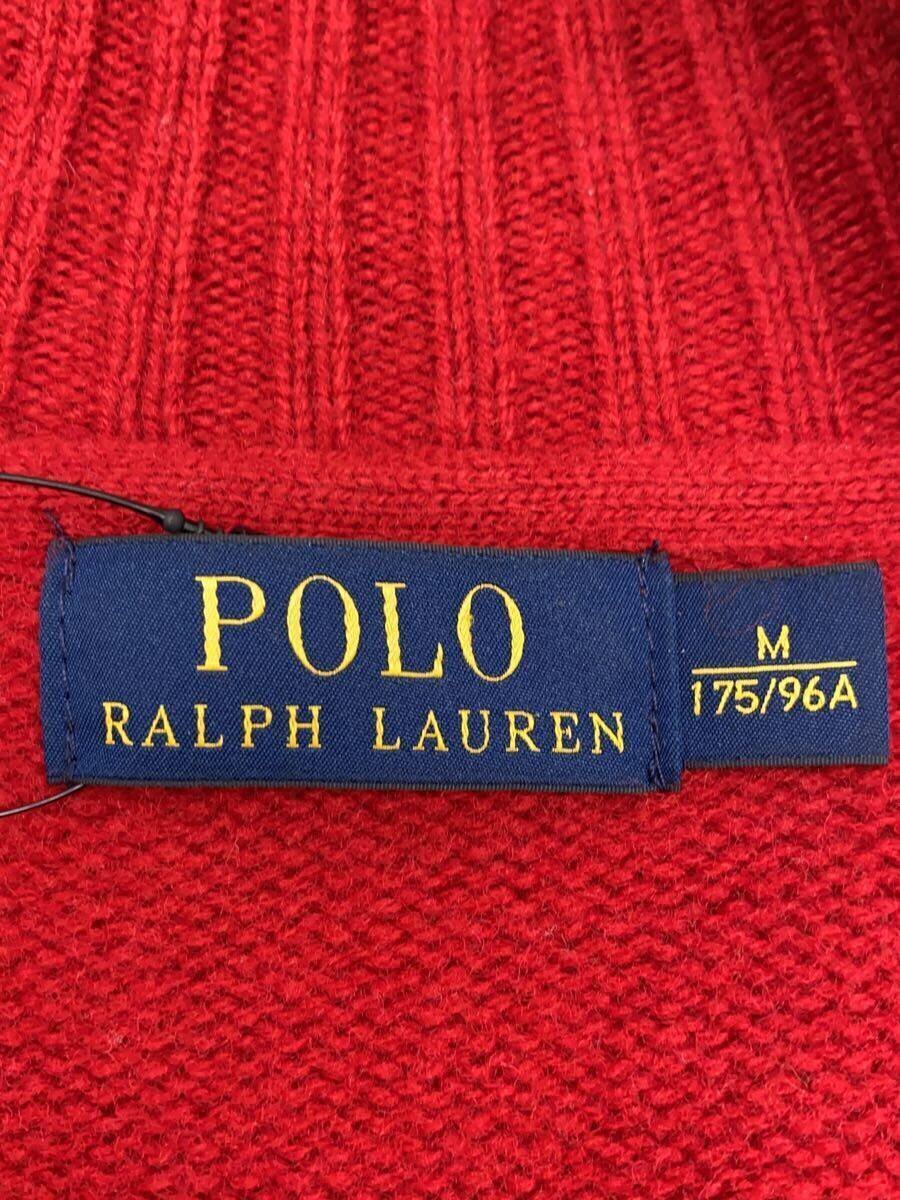 POLO
RALPH LAUREN
M
175/96A